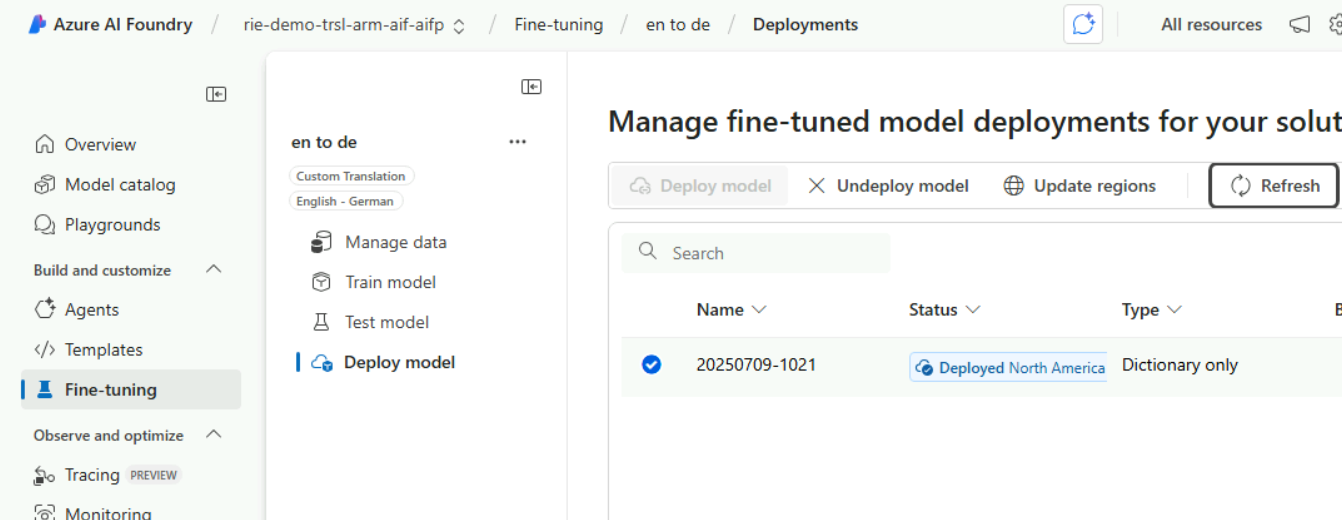 Azure AI Foundry / rie-demo-trsl-arm-aif-aifp / Fine-tuning / en to de / Deployments
All resources
Overview
Model catalog
Playgrounds
Build and customize
Agents
Templates
Fine-tuning
Observe and optimize
Tracing PREVIEW
Monitoring
en to de
Custom Translation
English - German
Manage data
Train model
Test model
Deploy model
Manage fine-tuned model deployments for your solut
Deploy model Undeploy model Update regions Refresh
Search
Name Status Type B
20250709-1021 Deployed North America Dictionary only